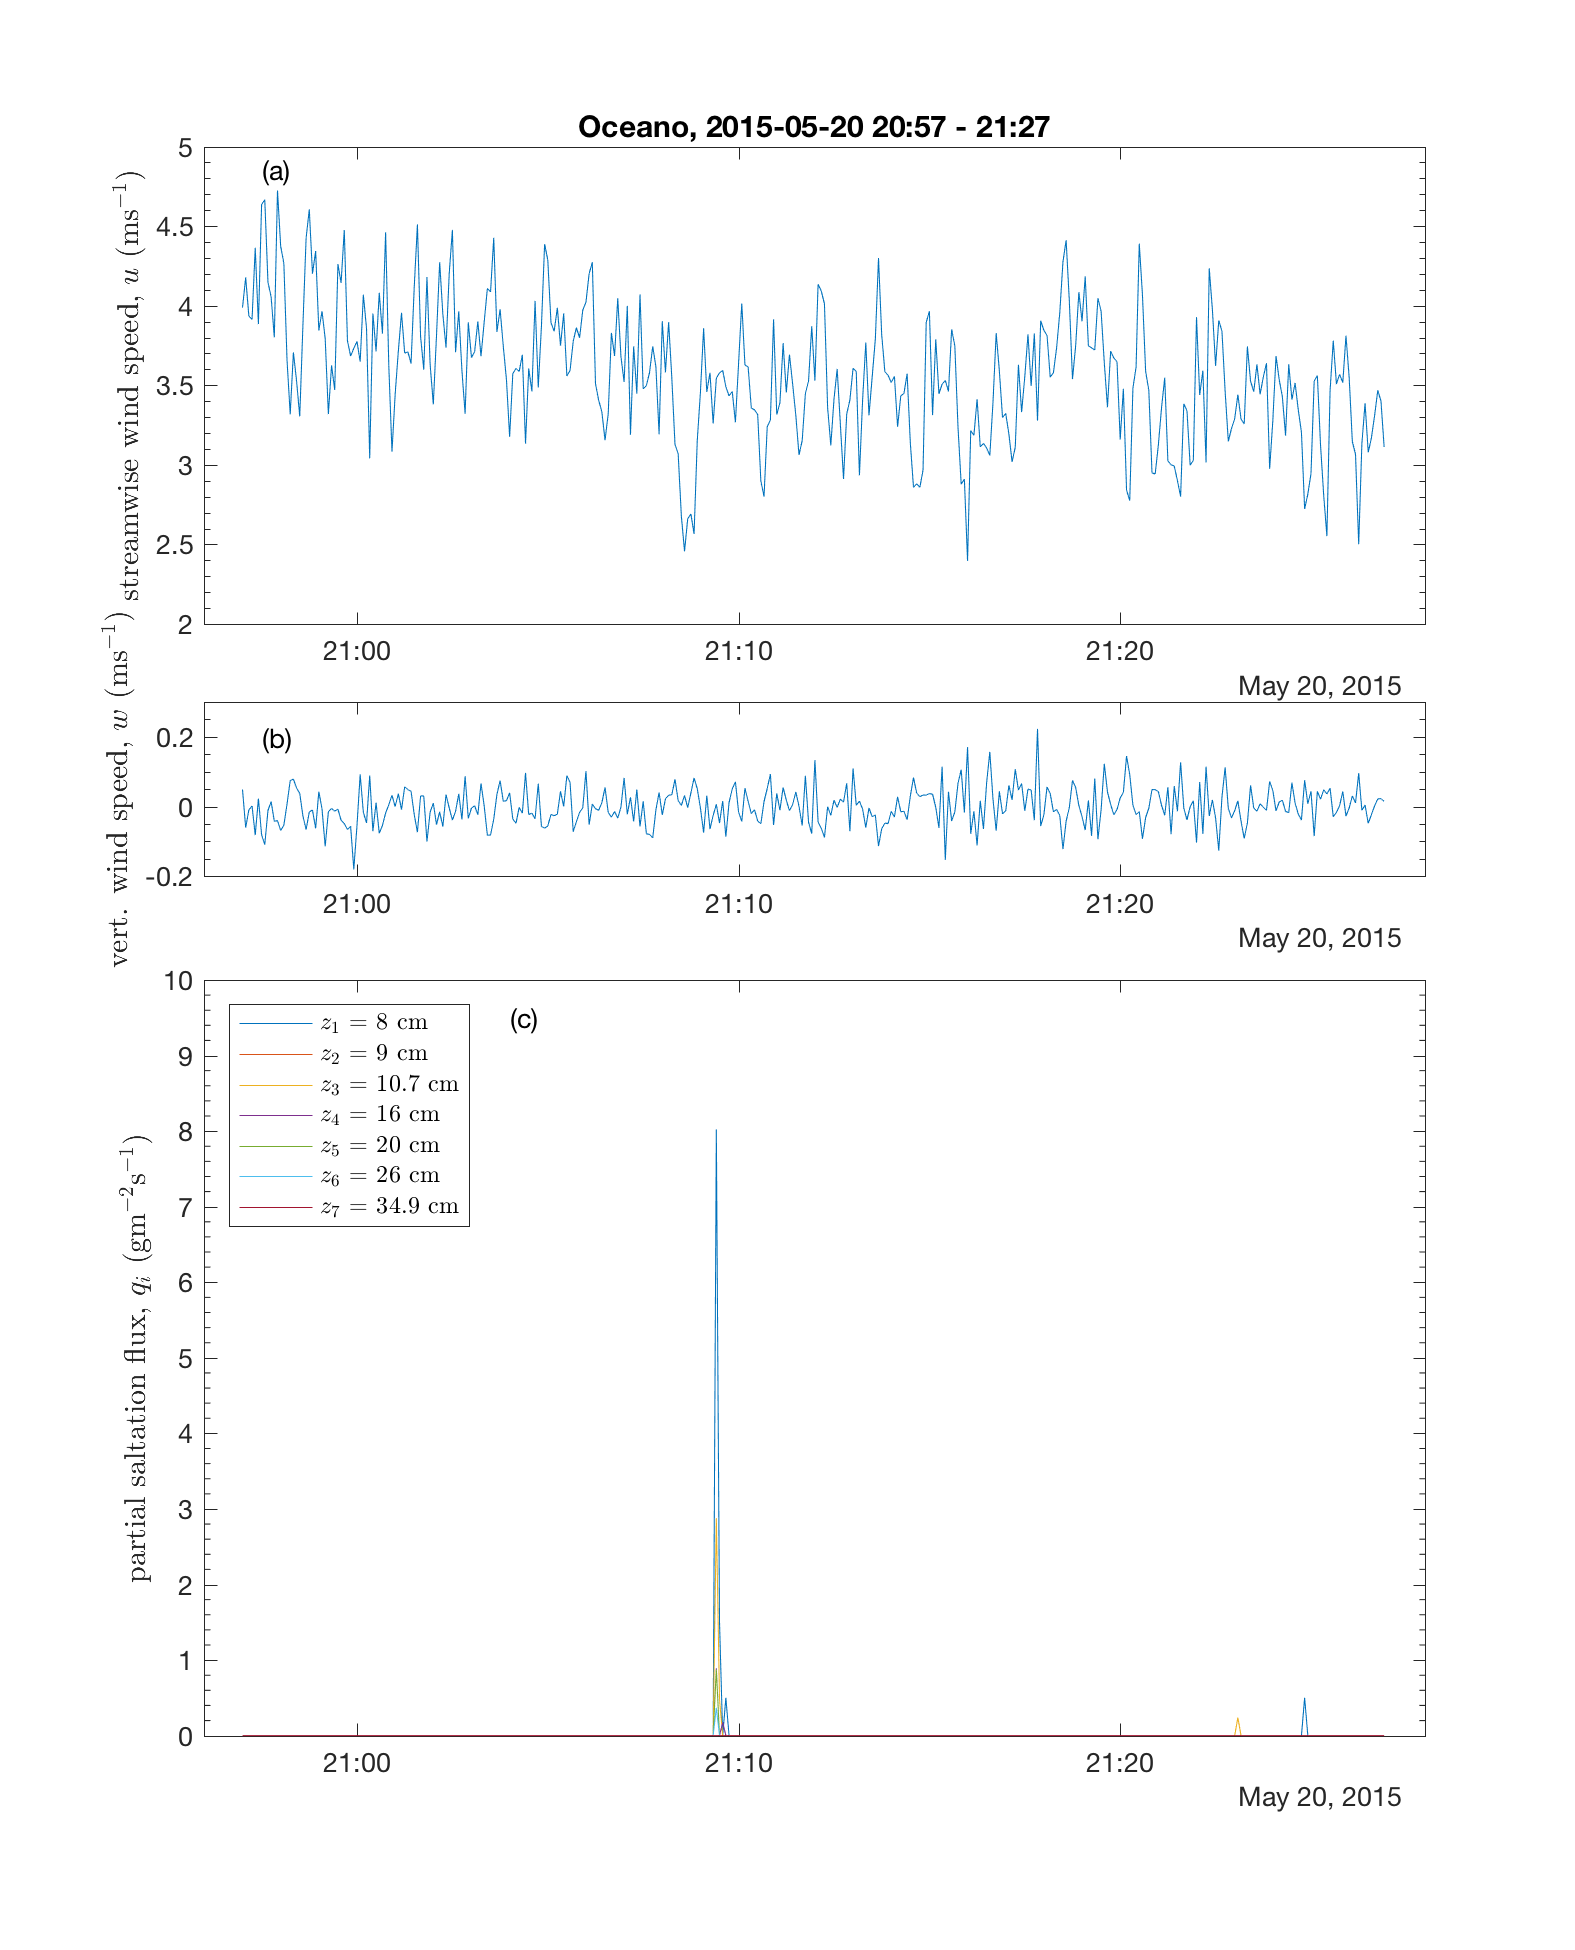 Oceano, 2015-05-20 20:57 - 21:27
(a)
streamwise wind speed, u (ms⁻¹)
5
4.5
4
3.5
3
2.5
2
21:00 21:10 21:20
May 20, 2015
(b)
vert. wind speed, w (ms⁻¹)
0.2
0
-0.2
21:00 21:10 21:20
May 20, 2015
(c)
partial saltation flux, qᵢ (gm⁻²s⁻¹)
10
9
8
7
6
5
4
3
2
1
0
z₁ = 8 cm
z₂ = 9 cm
z₃ = 10.7 cm
z₄ = 16 cm
z₅ = 20 cm
z₆ = 26 cm
z₇ = 34.9 cm
21:00 21:10 21:20
May 20, 2015